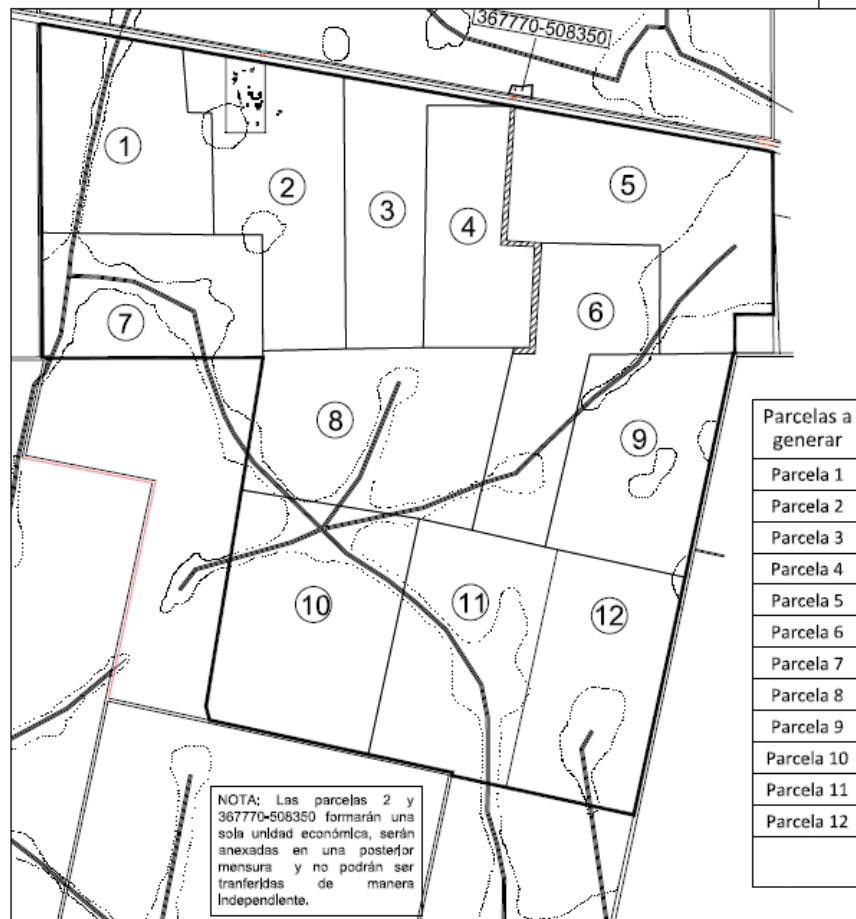 367770-508350
1
2
3
4
5
6
7
8
9
10
11
12
Parcelas a
generar
Parcela 1
Parcela 2
Parcela 3
Parcela 4
Parcela 5
Parcela 6
Parcela 7
Parcela 8
Parcela 9
Parcela 10
Parcela 11
Parcela 12
NOTA: Las parcelas 2 y
367770-508350 formarán una
sola unidad económica, serán
anexadas en una posterior
mensura y no podrán ser
tranferidas de manera
independiente.